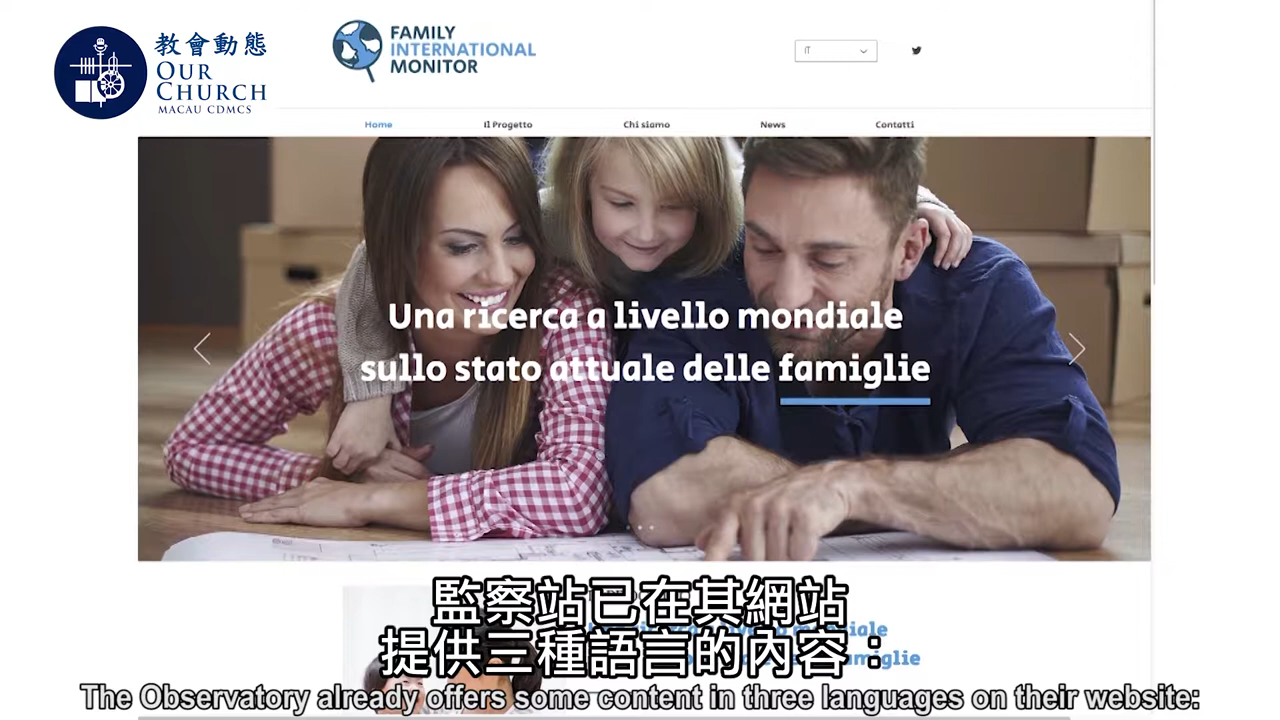 教會動態
OUR
CHURCH
MACAU CDMCS
FAMILY
INTERNATIONAL
MONITOR
IT
Home
Il Progetto
Chi siamo
News
Contatti
Una ricerca a livello mondiale
sullo stato attuale delle famiglie
監察站已在其網站
提供三種語言的內容：
The Observatory already offers some content in three languages on their website: